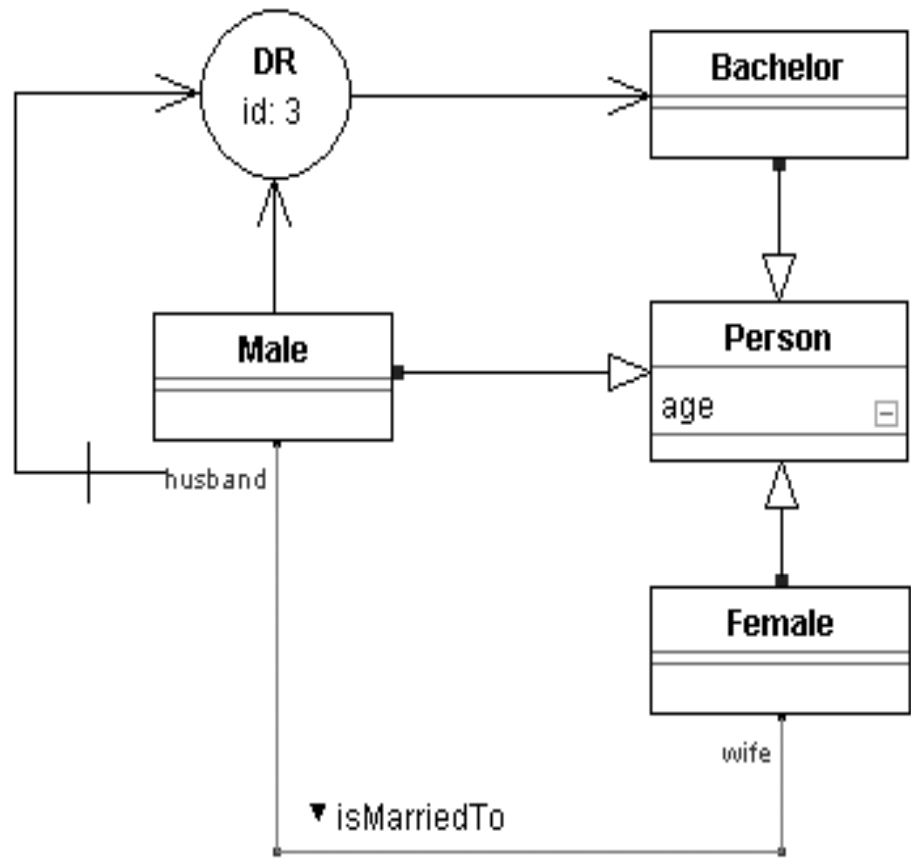 DR
id: 3
Bachelor
Male
Person
age
husband
Female
wife
isMarriedTo